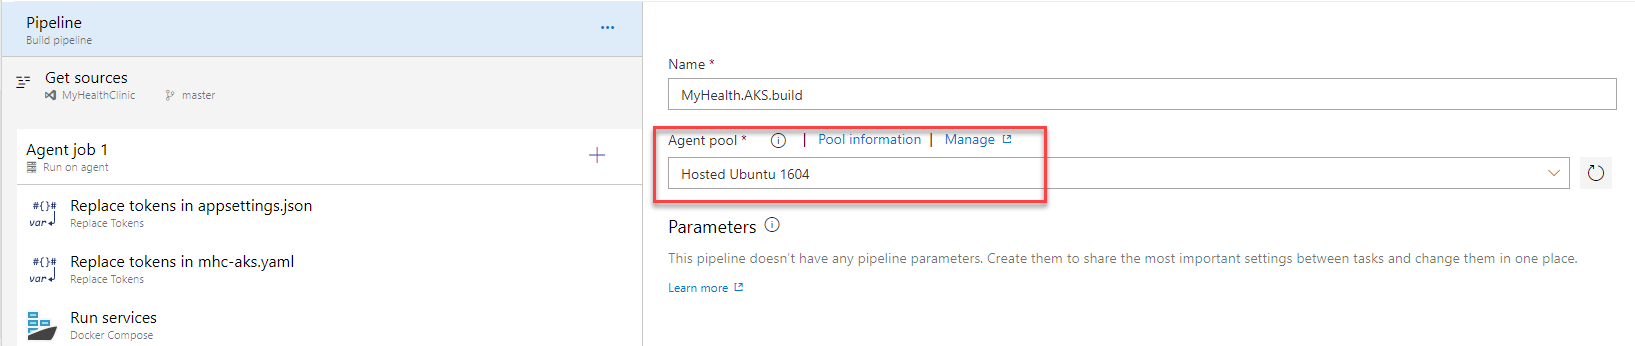 Pipeline
Build pipeline
...
Get sources
MyHealthClinic master
Agent job 1
Run on agent
#{}# var Replace tokens in appsettings.json
Replace Tokens
#{}# var Replace tokens in mhc-aks.yaml
Replace Tokens
Run services
Docker Compose
Name *
MyHealth.AKS.build
Agent pool * | Pool information | Manage
Hosted Ubuntu 1604
Parameters
This pipeline doesn't have any pipeline parameters. Create them to share the most important settings between tasks and change them in one place.
Learn more